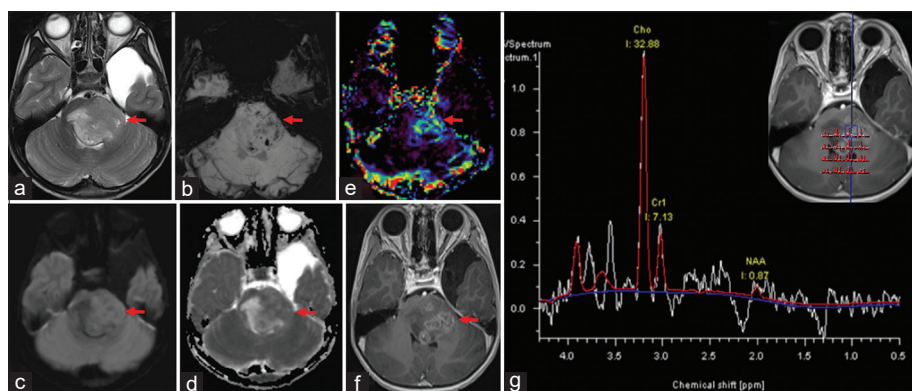 a
b
e
c
d
f
g
VSpectrum
um.1
Cho
I: 32.88
Cr1
I: 7.13
NAA
I: 0.87
1.0
0.8
0.6
0.4
0.2
0.0
4.0 3.5 3.0 2.5 2.0 1.5 1.0 0.5
Chemical shift [ppm]